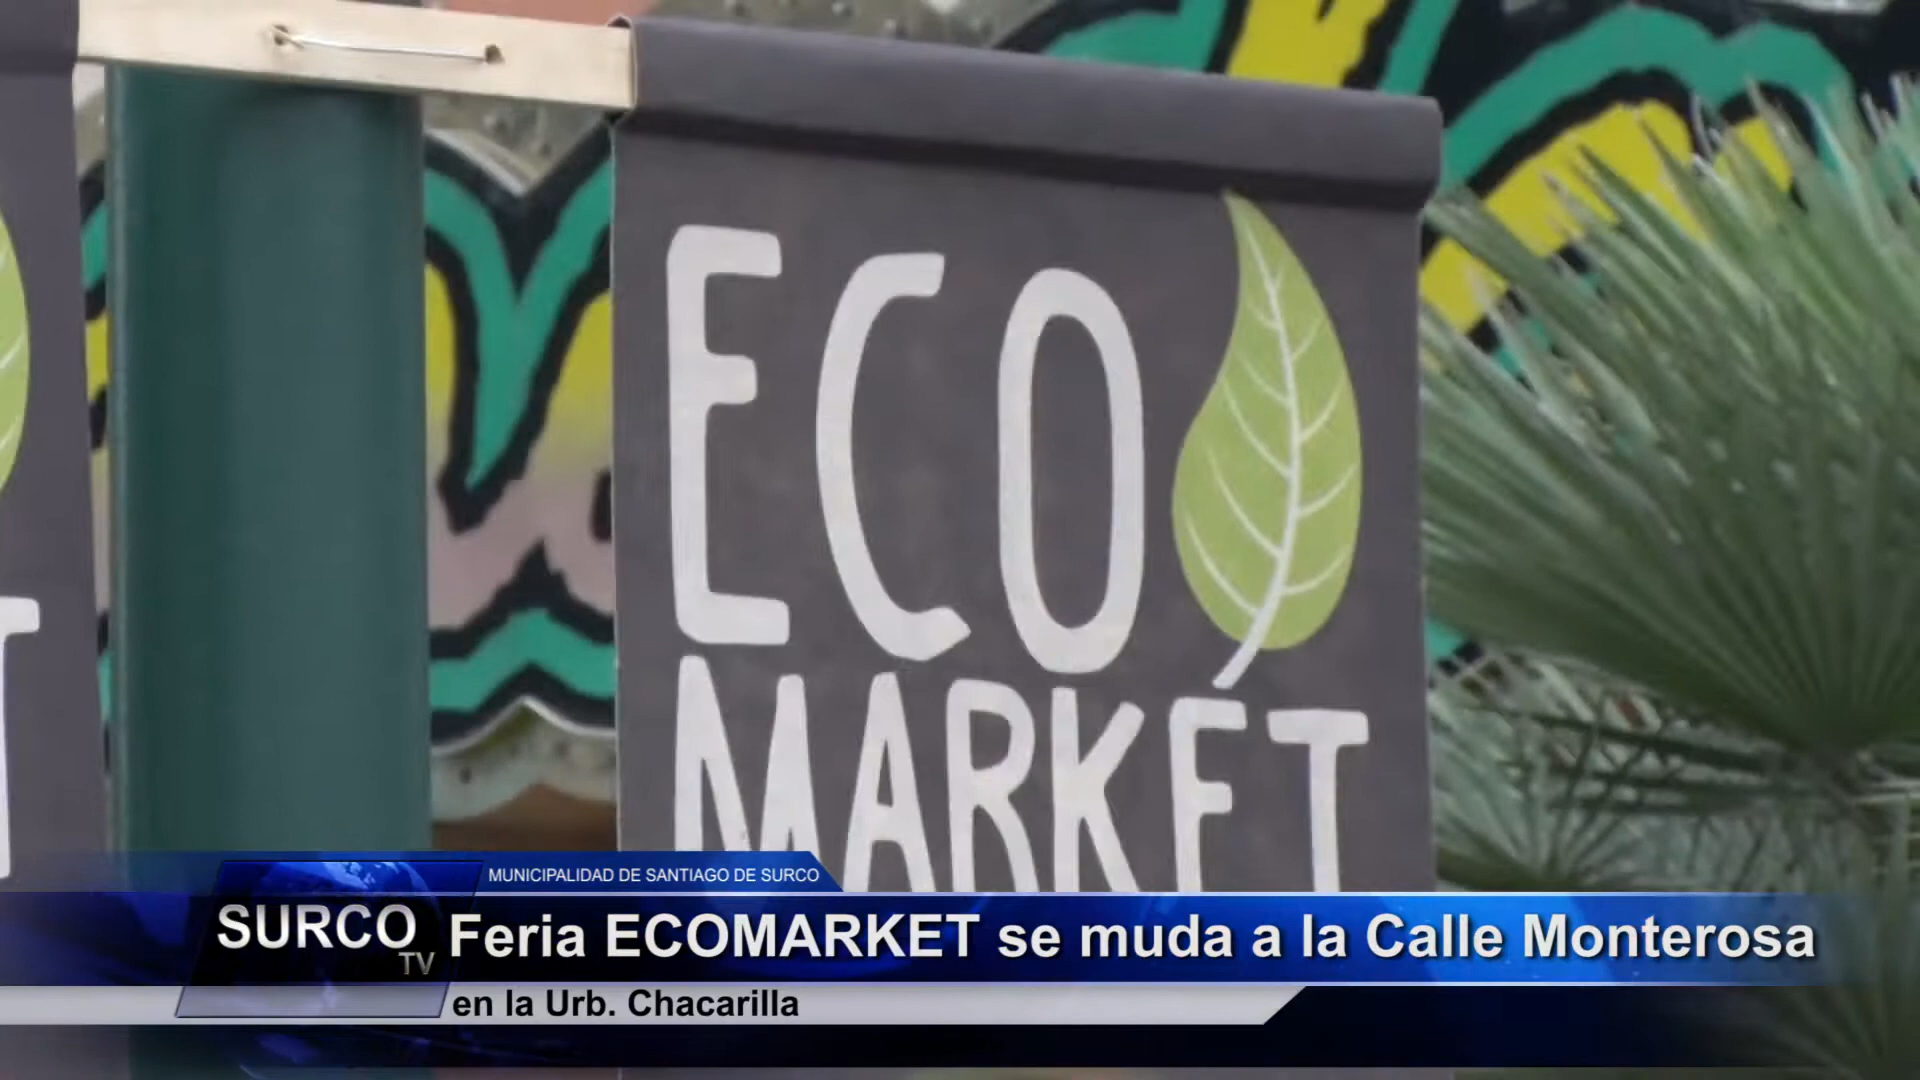 ECO
MARKET
T
MUNICIPALIDAD DE SANTIAGO DE SURCO
SURCO
TV
Feria ECOMARKET se muda a la Calle Monterosa
en la Urb. Chacarilla